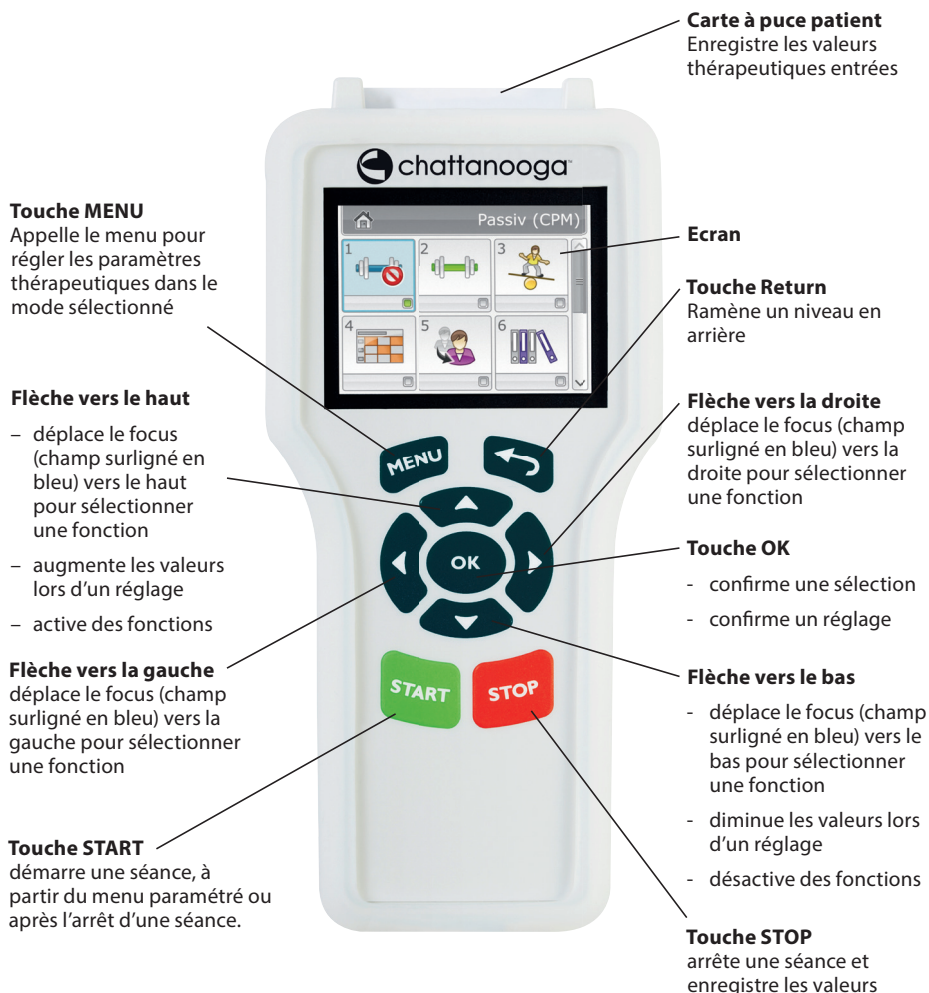 Carte à puce patient
Enregistre les valeurs
thérapeutiques entrées
chattanooga™
Passiv (CPM)
1
2
3
4
5
6
Touche MENU
Appelle le menu pour
régler les paramètres
thérapeutiques dans le
mode sélectionné
Flèche vers le haut
– déplace le focus
(champ surligné en
bleu) vers le haut
pour sélectionner
une fonction
– augmente les valeurs
lors d’un réglage
– active des fonctions
Flèche vers la gauche
déplace le focus (champ
surligné en bleu) vers la
gauche pour sélectionner
une fonction
Touche START
démarre une séance, à
partir du menu paramétré ou
après l’arrêt d’une séance.
MENU
OK
START
STOP
Ecran
Touche Return
Ramène un niveau en
arrière
Flèche vers la droite
déplace le focus (champ
surligné en bleu) vers la
droite pour sélectionner
une fonction
Touche OK
- confirme une sélection
- confirme un réglage
Flèche vers le bas
- déplace le focus (champ
surligné en bleu) vers le
bas pour sélectionner
une fonction
- diminue les valeurs lors
d’un réglage
- désactive des fonctions
Touche STOP
arrête une séance et
enregistre les valeurs